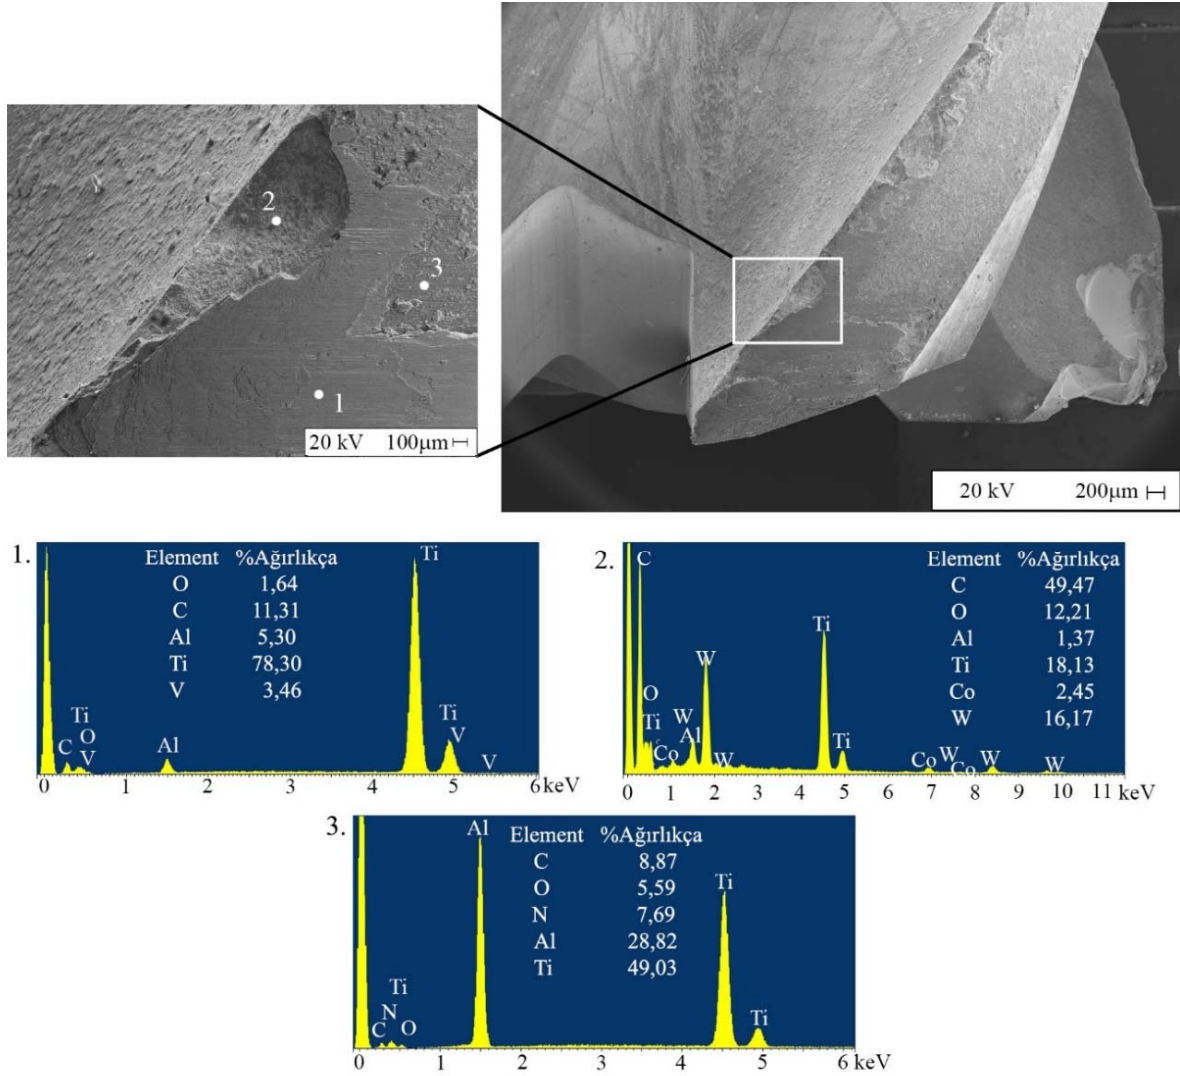 2
3
1
20 kV 100µm
20 kV 200µm
1.
Element %Ağırlıkça
O 1,64
C 11,31
Al 5,30
Ti 78,30
V 3,46
Ti
Ti
V
V
Al
C
Ti
O
V
0 1 2 3 4 5 6 keV
2.
Element %Ağırlıkça
C 49,47
O 12,21
Al 1,37
Ti 18,13
Co 2,45
W 16,17
C
O
Ti
Co
W
Al
W
W
Ti
Ti
Co
W
Co
W
W
0 1 2 3 4 5 6 7 8 9 10 11 keV
3.
Element %Ağırlıkça
C 8,87
O 5,59
N 7,69
Al 28,82
Ti 49,03
Al
Ti
Ti
Ti
N
C
O
0 1 2 3 4 5 6 keV